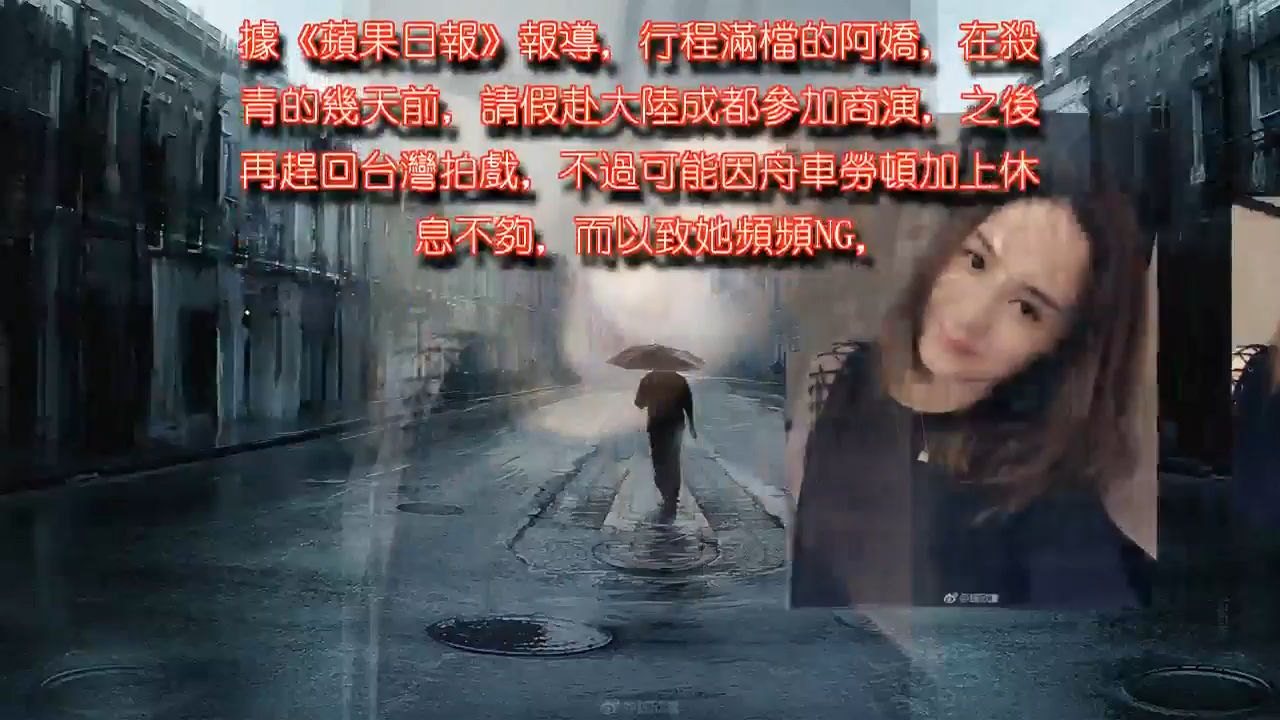 據《蘋果日報》報導，行程滿檔的阿嬌，在殺
青的幾天前，請假赴大陸成都參加商演，之後
再趕回台灣拍戲，不過可能因舟車勞頓加上休
息不夠，而以致她頻頻NG，